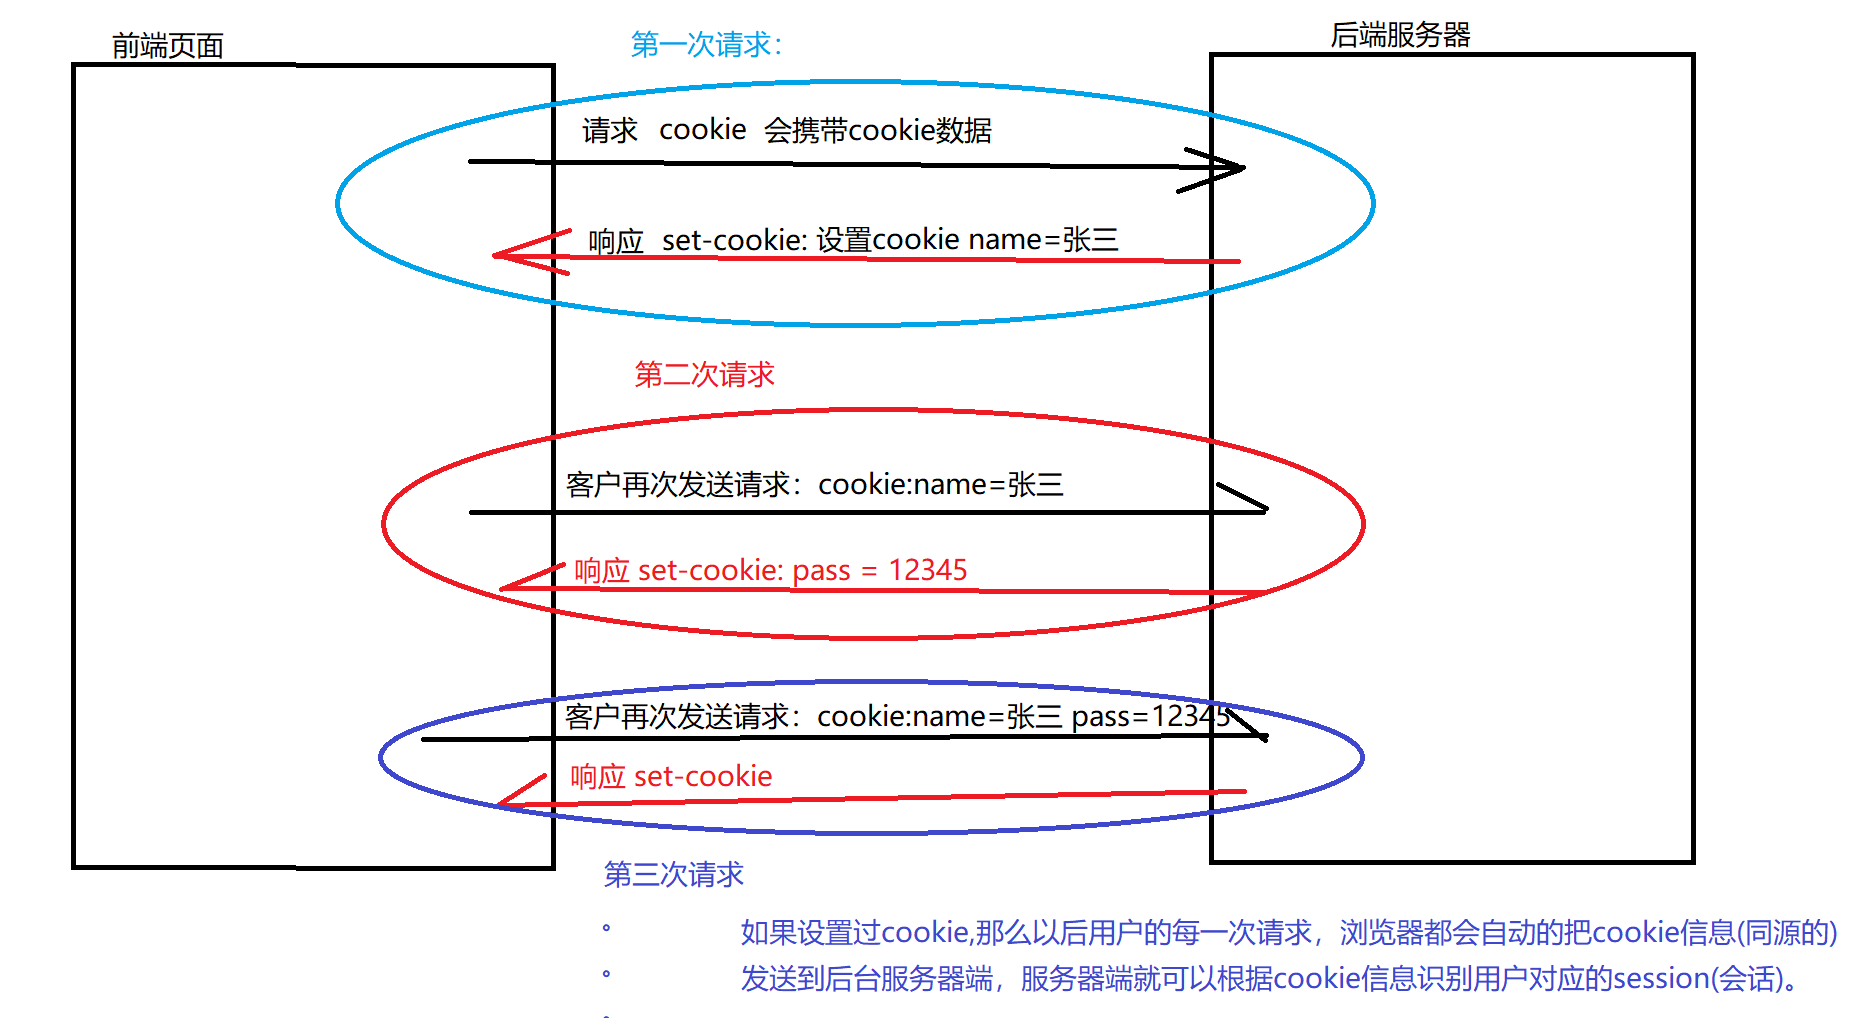 前端页面
第一次请求：
后端服务器
请求 cookie 会携带cookie数据
响应 set-cookie: 设置cookie name=张三
第二次请求
客户再次发送请求：cookie:name=张三
响应 set-cookie: pass = 12345
客户再次发送请求：cookie:name=张三 pass=12345
响应 set-cookie
第三次请求
如果设置过cookie,那么以后用户的每一次请求，浏览器都会自动的把cookie信息(同源的)
发送到后台服务器端，服务器端就可以根据cookie信息识别用户对应的session(会话)。